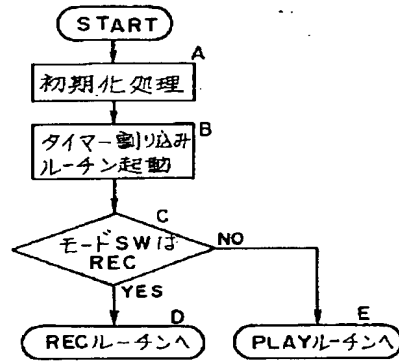 START
A
初期化処理
B
タイマー割り込み
ルーチン起動
C
モードSWは
REC
NO
YES
D
RECルーチンへ
E
PLAYルーチンへ